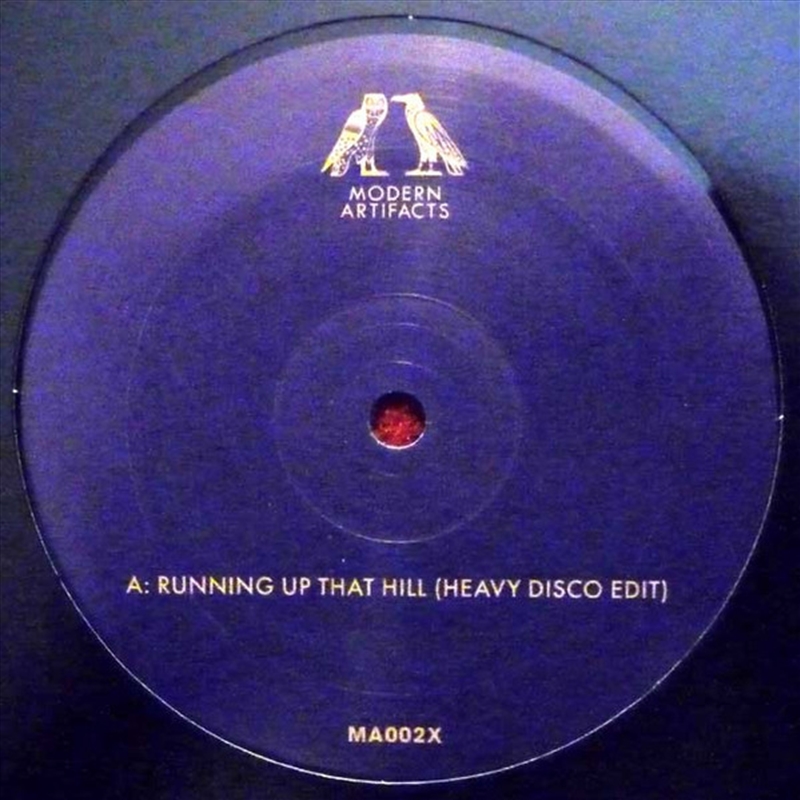 MODERN
ARTIFACTS
A: RUNNING UP THAT HILL (HEAVY DISCO EDIT)
MA002X